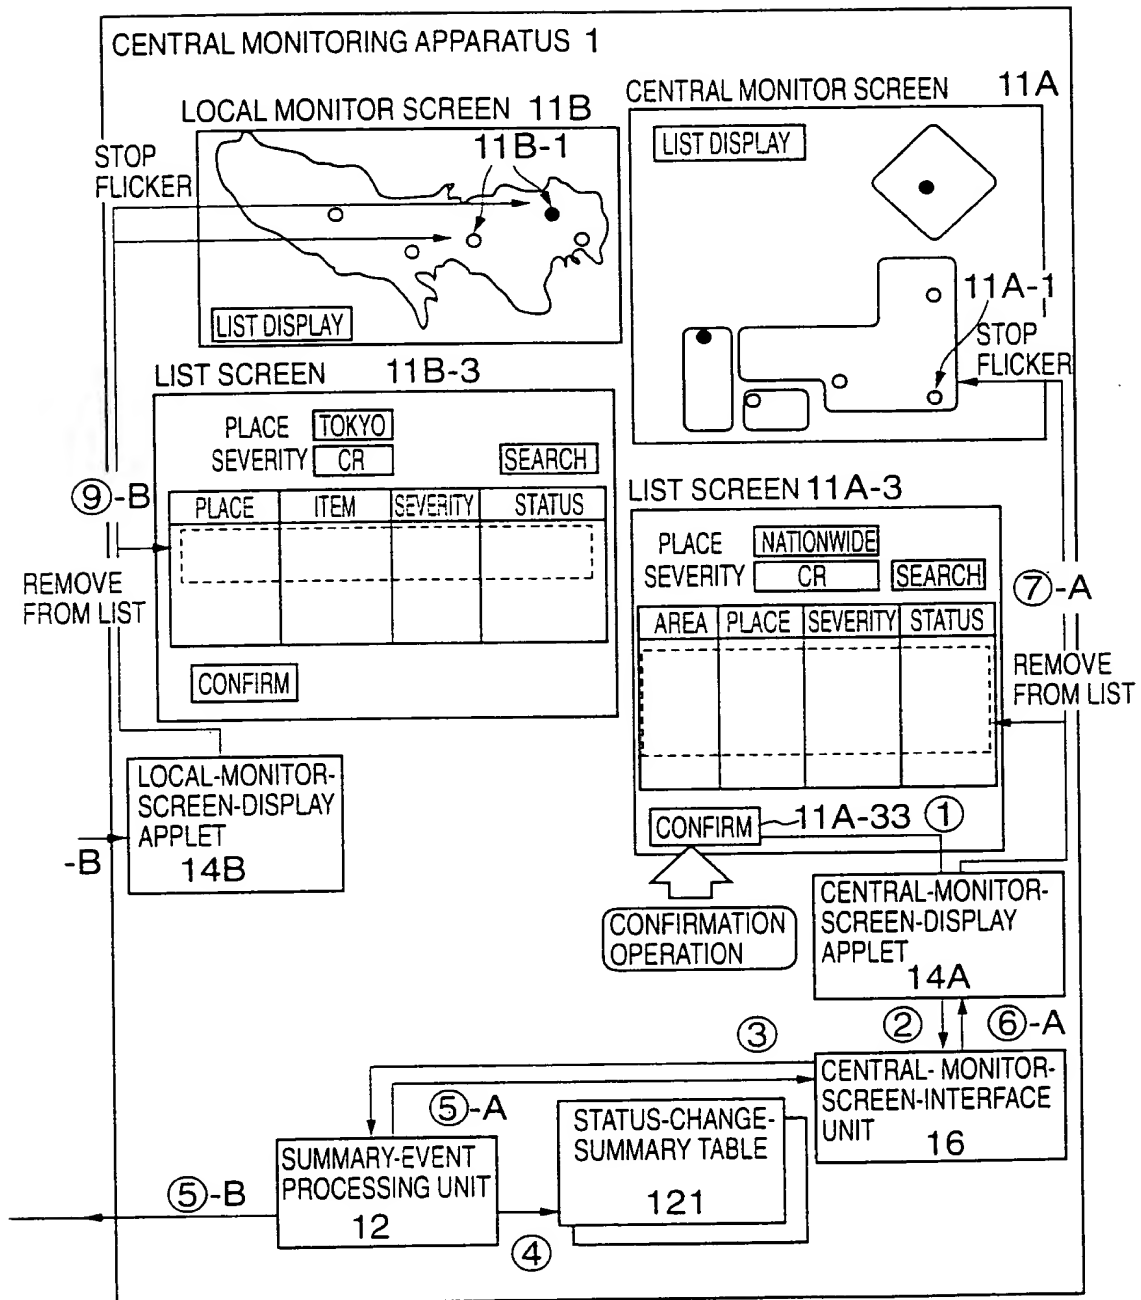 CENTRAL MONITORING APPARATUS 1
LOCAL MONITOR SCREEN 11B
11B-1
STOP
FLICKER
LIST DISPLAY
CENTRAL MONITOR SCREEN 11A
LIST DISPLAY
11A-1
STOP
FLICKER
LIST SCREEN 11B-3
PLACE TOKYO
SEVERITY CR SEARCH
⑨-B
PLACE ITEM SEVERITY STATUS
REMOVE
FROM LIST
CONFIRM
LIST SCREEN 11A-3
PLACE NATIONWIDE
SEVERITY CR SEARCH
⑦-A
AREA PLACE SEVERITY STATUS
REMOVE
FROM LIST
CONFIRM 11A-33 ①
LOCAL-MONITOR-
SCREEN-DISPLAY
APPLET
14B
-B
CONFIRMATION
OPERATION
CENTRAL-MONITOR-
SCREEN-DISPLAY
APPLET
14A
② ⑥-A
③
CENTRAL- MONITOR-
SCREEN-INTERFACE
UNIT
16
⑤-A
STATUS-CHANGE-
SUMMARY TABLE
121
SUMMARY-EVENT
PROCESSING UNIT
12
⑤-B
④